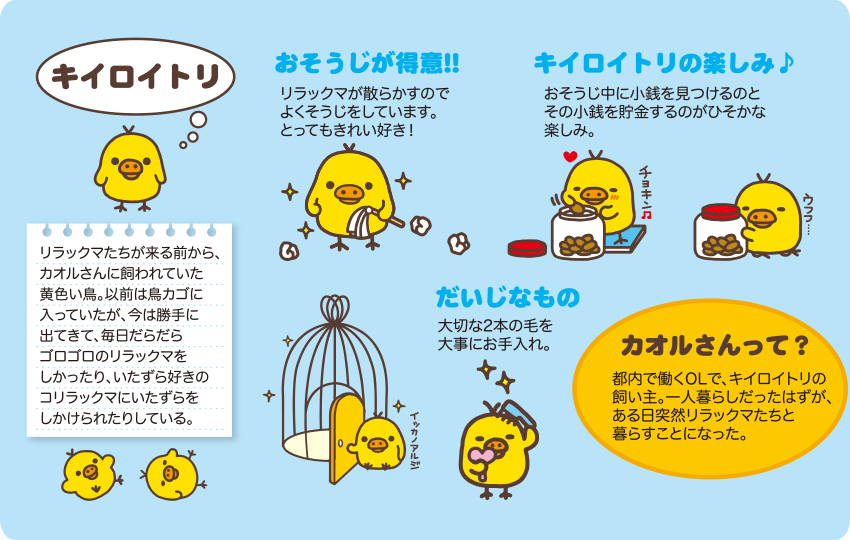 キイロイトリ
リラックマたちが来る前から、
カオルさんに飼われていた
黄色い鳥。以前は鳥カゴに
入っていたが、今は勝手に
出てきて、毎日だらだら
ゴロゴロのリラックマを
しかったり、いたずら好きの
コリラックマにいたずらを
しかけられたりしている。
おそうじが得意!!
リラックマが散らかすので
よくそうじをしています。
とってもきれい好き！
キイロイトリの楽しみ♪
おそうじ中に小銭を見つけるのと
その小銭を貯金するのがひそかな
楽しみ。
チョキン♫
ウフフ…
イッカノアルジ
だいじなもの
大切な2本の毛を
大事にお手入れ。
カオルさんって？
都内で働くOLで、キイロイトリの
飼い主。一人暮らしだったはずが、
ある日突然リラックマたちと
暮らすことになった。